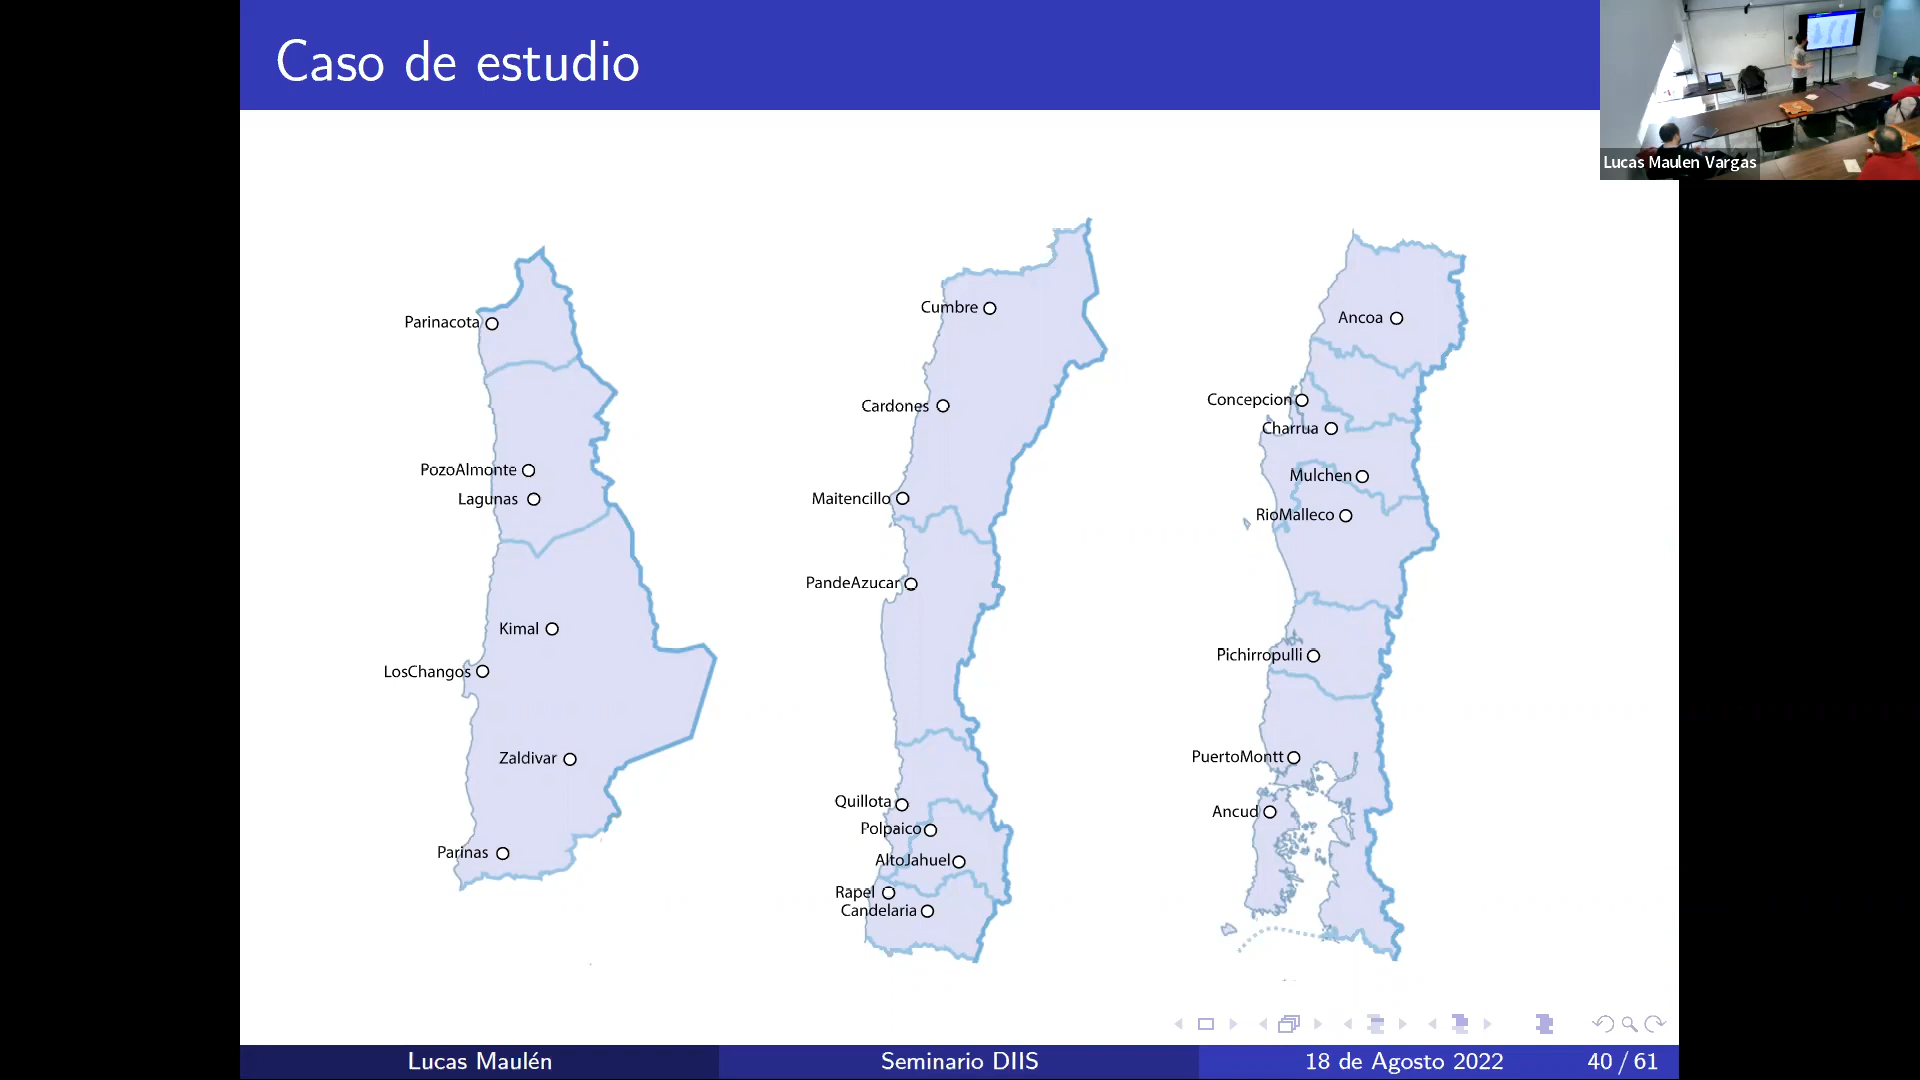 Caso de estudio
Lucas Maulen Vargas
Parinacota
PozoAlmonte
Lagunas
Kimal
LosChangos
Zaldivar
Parinas
Cumbre
Cardones
Maitencillo
PandeAzucar
Quillota
Polpaico
AltoJahuel
Rapel
Candelaria
Ancoa
Concepcion
Charrua
Mulchen
RioMalleco
Pichirropulli
PuertoMontt
Ancud
Lucas Maulén
Seminario DIIS
18 de Agosto 2022
40 / 61